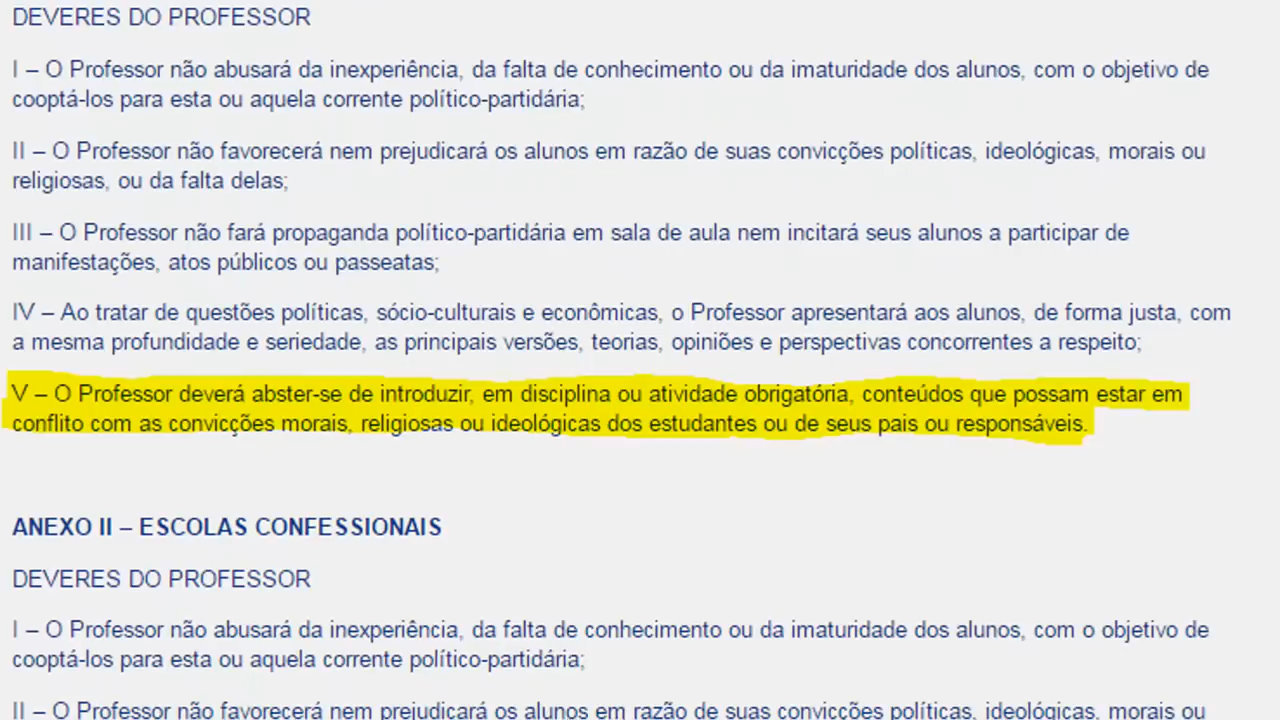 DEVERES DO PROFESSOR
I – O Professor não abusará da inexperiência, da falta de conhecimento ou da imaturidade dos alunos, com o objetivo de
cooptá-los para esta ou aquela corrente político-partidária;
II – O Professor não favorecerá nem prejudicará os alunos em razão de suas convicções políticas, ideológicas, morais ou
religiosas, ou da falta delas;
III – O Professor não fará propaganda político-partidária em sala de aula nem incitará seus alunos a participar de
manifestações, atos públicos ou passeatas;
IV – Ao tratar de questões políticas, sócio-culturais e econômicas, o Professor apresentará aos alunos, de forma justa, com
a mesma profundidade e seriedade, as principais versões, teorias, opiniões e perspectivas concorrentes a respeito;
V – O Professor deverá abster-se de introduzir, em disciplina ou atividade obrigatória, conteúdos que possam estar em
conflito com as convicções morais, religiosas ou ideológicas dos estudantes ou de seus pais ou responsáveis.
ANEXO II – ESCOLAS CONFESSIONAIS
DEVERES DO PROFESSOR
I – O Professor não abusará da inexperiência, da falta de conhecimento ou da imaturidade dos alunos, com o objetivo de
cooptá-los para esta ou aquela corrente político-partidária;
II – O Professor não favorecerá nem prejudicará os alunos em razão de suas convicções políticas, ideológicas, morais ou